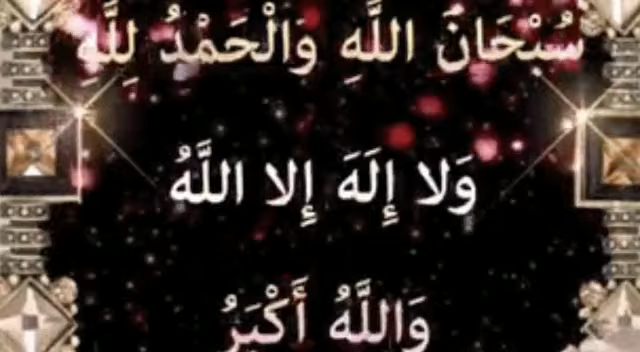 سُبْحَانَ اللَّهِ وَالْحَمْدُ لِلَّهِ
وَلا إِلَهَ إِلا اللَّهُ
وَاللَّهُ أَكْبَرُ